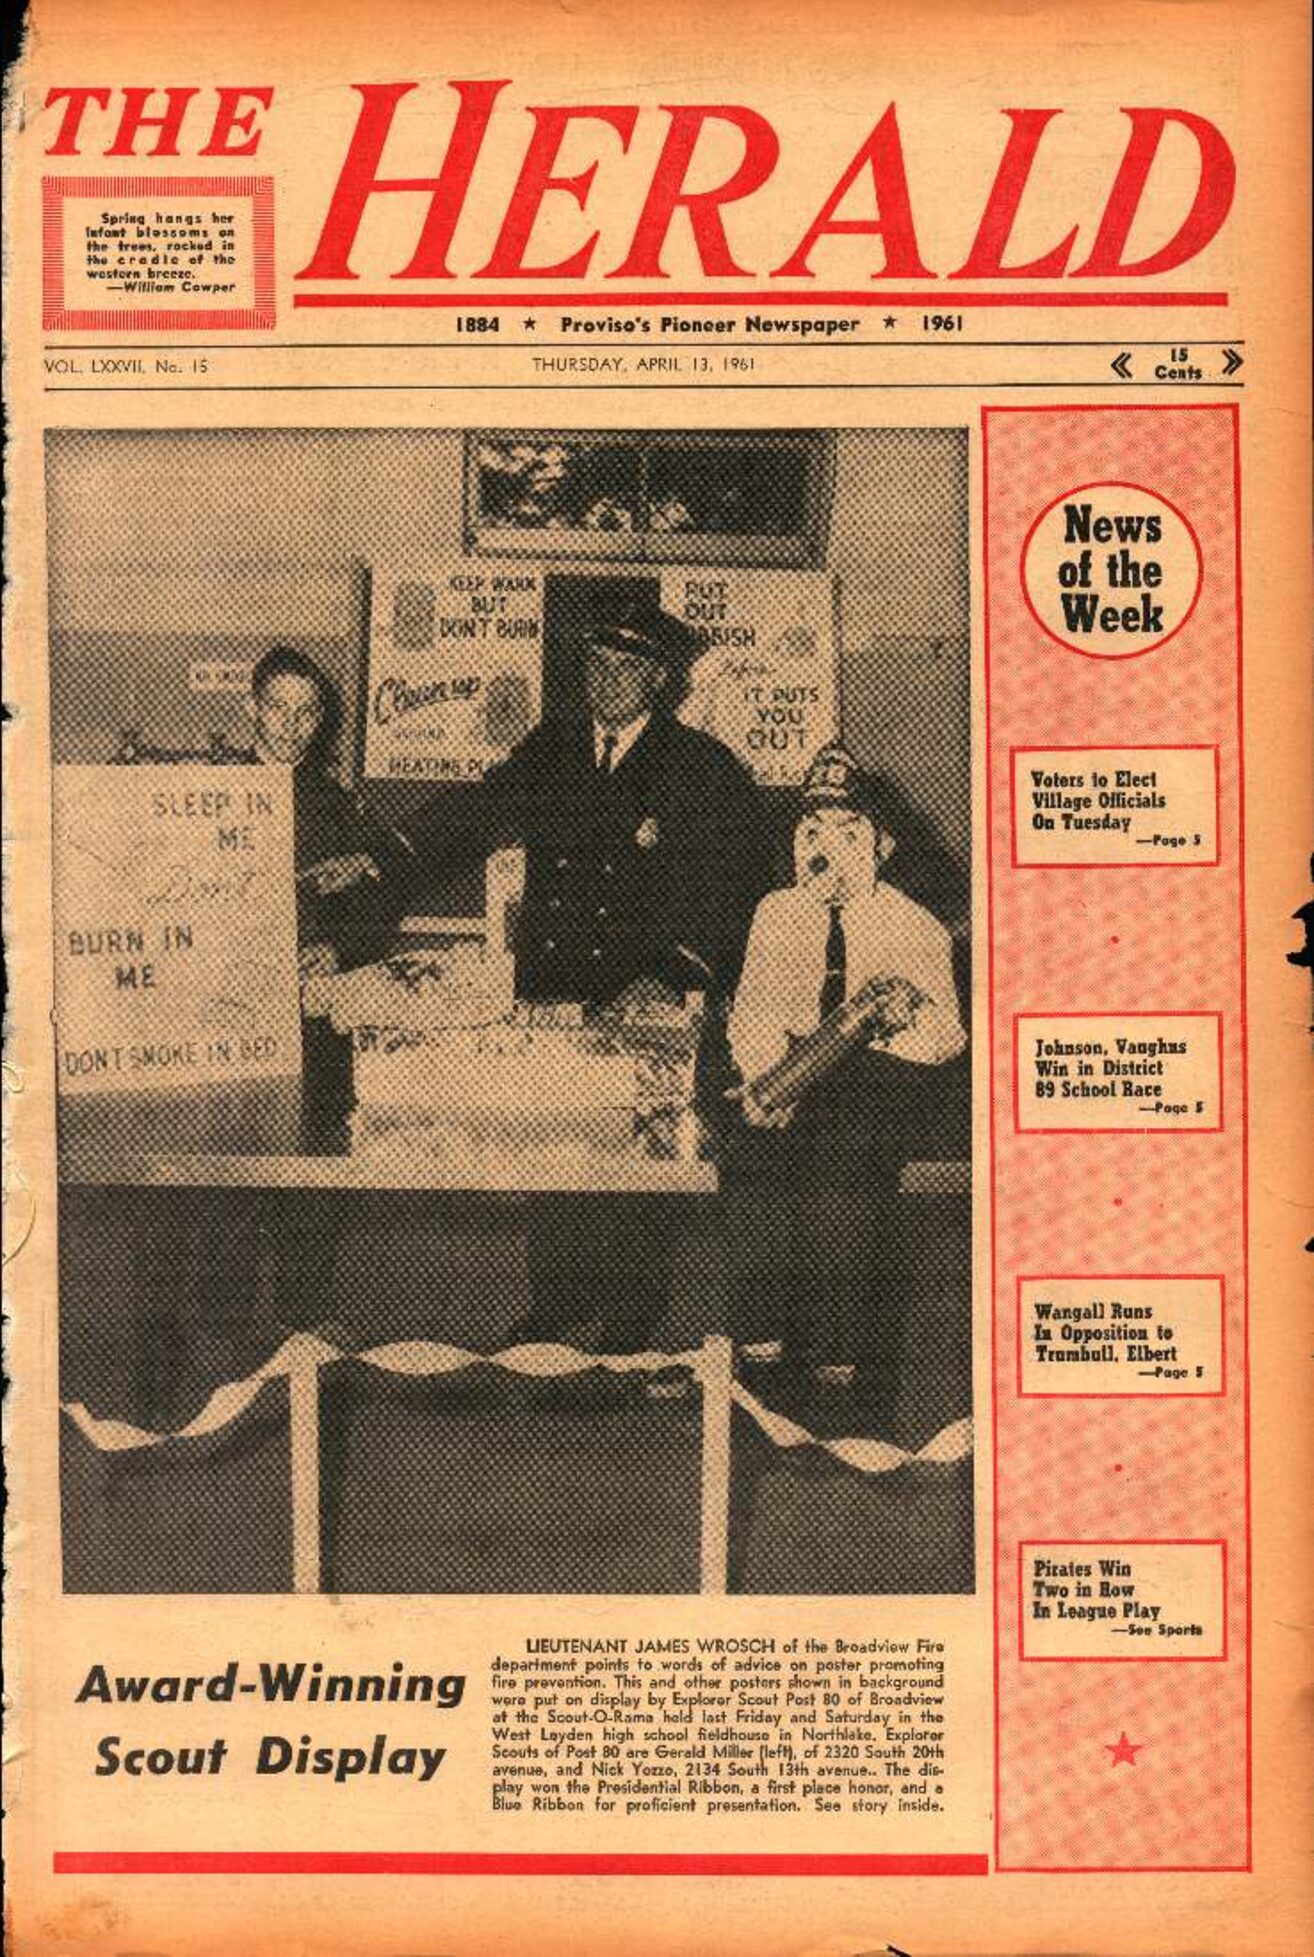 THE HERALD
Spring hangs her
infant blossoms on
the trees, rocked in
the cradle of the
western breeze.
—William Cowper
1884 ★ Proviso's Pioneer Newspaper ★ 1961
VOL. LXXVII, No. 15
THURSDAY, APRIL 13, 1961
15
Cents
KEEP WARM
BUT
DON'T BURN
Clean up
HEATING
PUT
OUT
Before
IT PUTS
YOU
OUT
SLEEP IN
ME
Don't
BURN IN
ME
DON'T SMOKE IN BED
News
of the
Week
Voters to Elect
Village Officials
On Tuesday
—Page 5
Johnson, Vaughns
Win in District
89 School Race
—Page 5
Wangall Runs
In Opposition to
Trumbull, Elbert
—Page 5
Pirates Win
Two in Row
In League Play
—See Sports
Award-Winning
Scout Display
LIEUTENANT JAMES WROSCH of the Broadview Fire
department points to words of advice on poster promoting
fire prevention. This and other posters shown in background
were put on display by Explorer Scout Post 80 of Broadview
at the Scout-O-Rama held last Friday and Saturday in the
West Leyden high school fieldhouse in Northlake. Explorer
Scouts of Post 80 are Gerald Miller (left), of 2320 South 20th
avenue, and Nick Yozzo, 2134 South 13th avenue.. The dis-
play won the Presidential Ribbon, a first place honor, and a
Blue Ribbon for proficient presentation. See story inside.